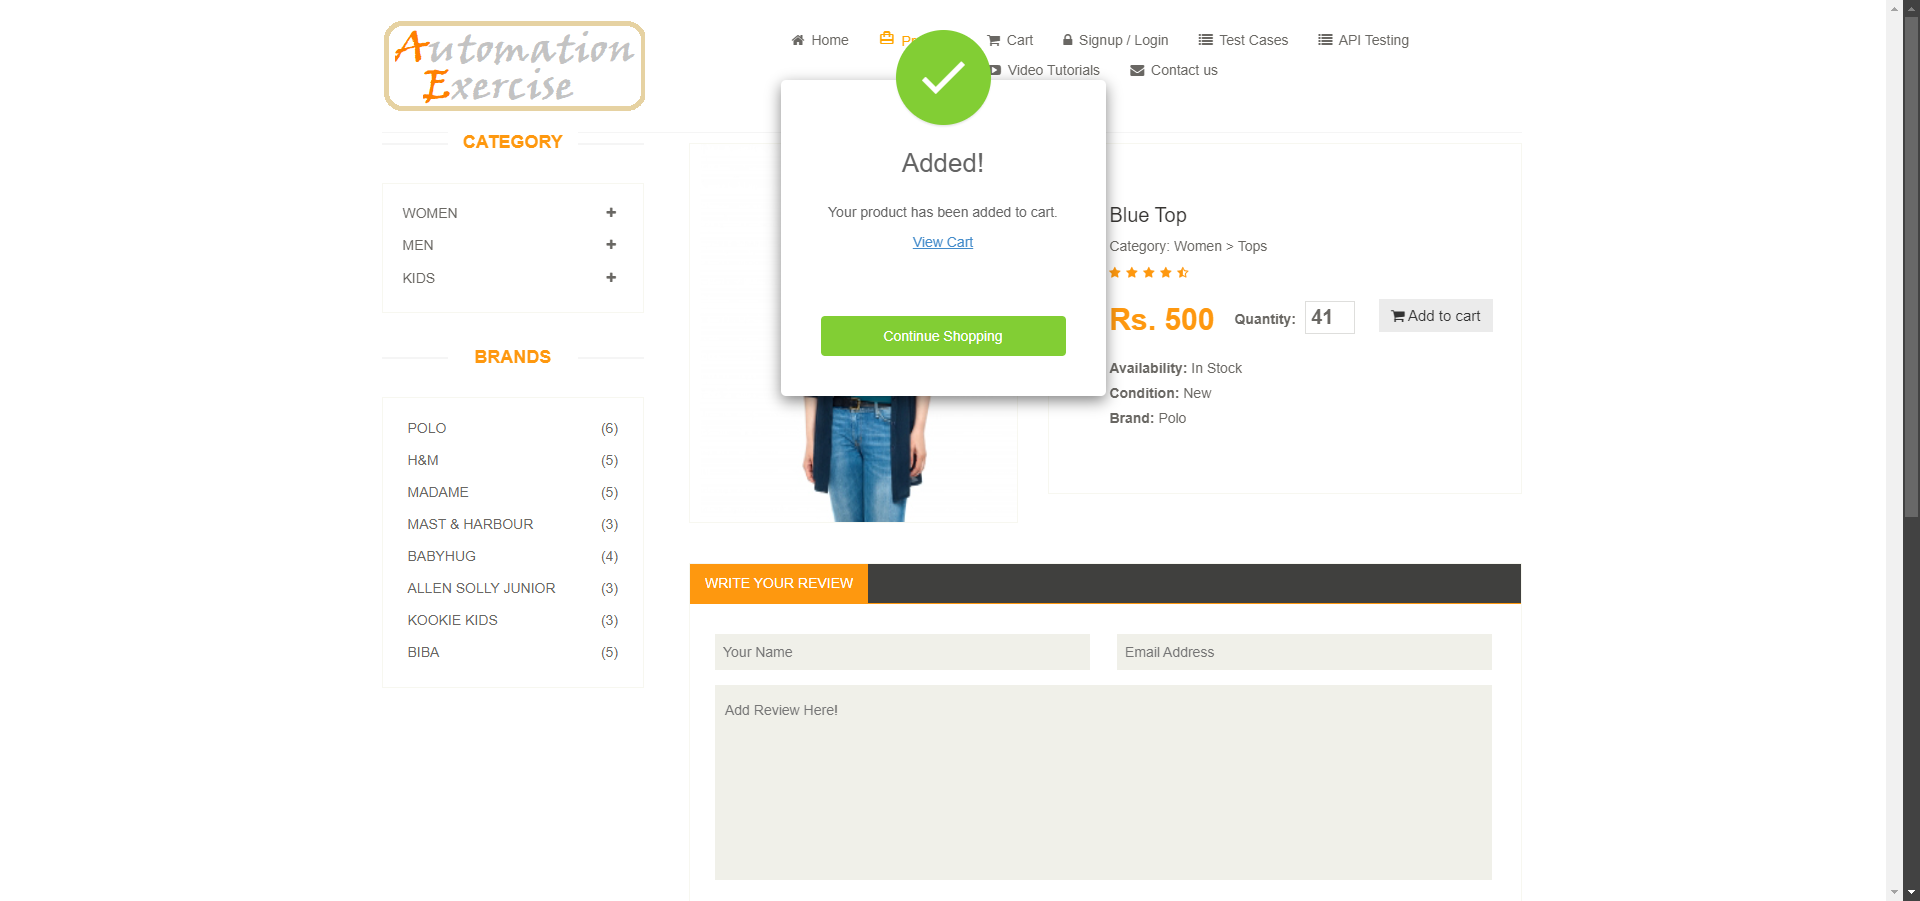 Automation
Exercise
Home
Cart
Signup / Login
Test Cases
API Testing
Video Tutorials
Contact us
CATEGORY
WOMEN
MEN
KIDS
BRANDS
POLO (6)
H&M (5)
MADAME (5)
MAST & HARBOUR (3)
BABYHUG (4)
ALLEN SOLLY JUNIOR (3)
KOOKIE KIDS (3)
BIBA (5)
Added!
Your product has been added to cart.
View Cart
Continue Shopping
Blue Top
Category: Women > Tops
Rs. 500 Quantity: 41 Add to cart
Availability: In Stock
Condition: New
Brand: Polo
WRITE YOUR REVIEW
Your Name
Email Address
Add Review Here!